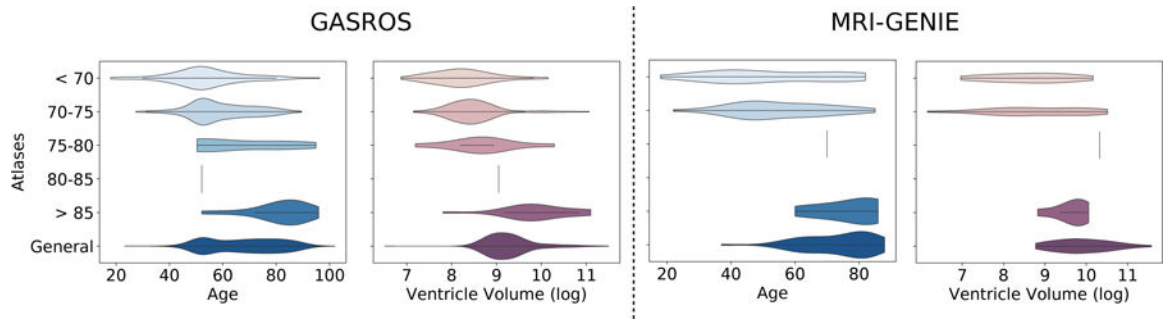 GASROS
MRI-GENIE
Atlases
< 70
70-75
75-80
80-85
> 85
General
20 40 60 80 100
Age
7 8 9 10 11
Ventricle Volume (log)
20 40 60 80
Age
7 8 9 10 11
Ventricle Volume (log)